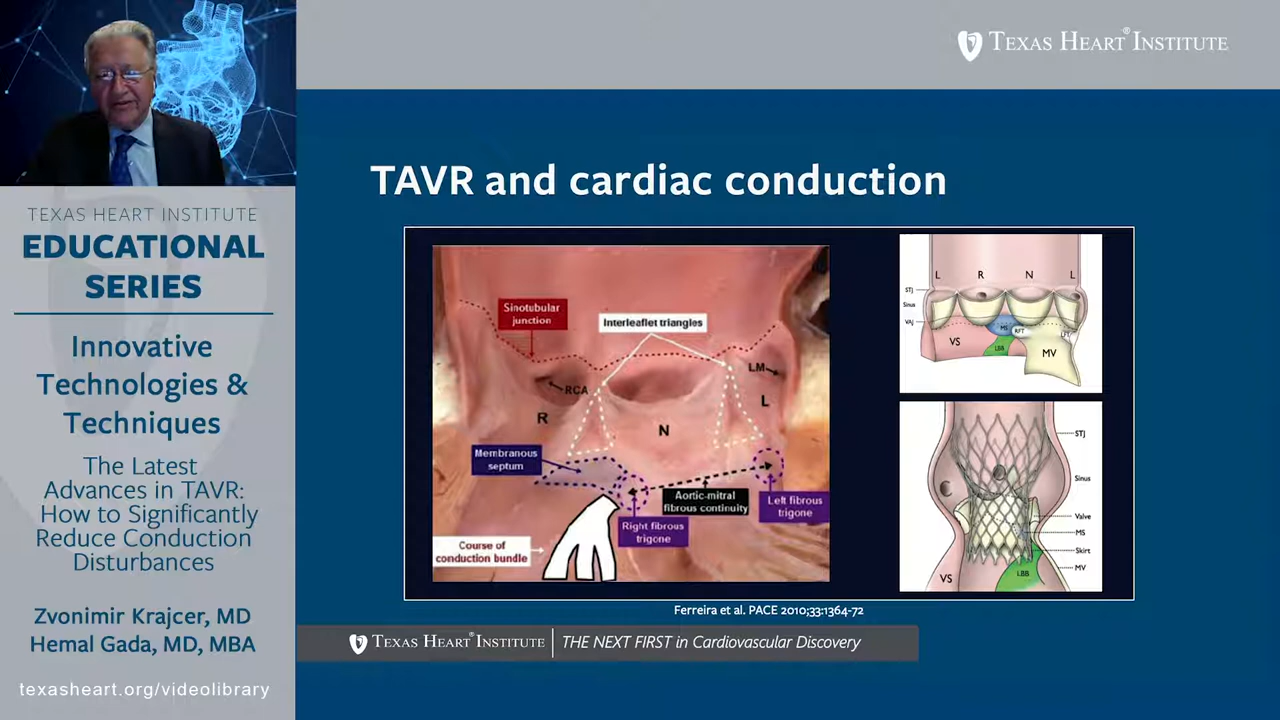 TEXAS HEART INSTITUTE
EDUCATIONAL
SERIES
Innovative
Technologies &
Techniques
The Latest
Advances in TAVR:
How to Significantly
Reduce Conduction
Disturbances
Zvonimir Krajcer, MD
Hemal Gada, MD, MBA
texasheart.org/videolibrary
TEXAS HEART® INSTITUTE
TAVR and cardiac conduction
Sinotubular
junction
Interleaflet triangles
RCA
LM
R
N
L
Membranous
septum
Aortic-mitral
fibrous continuity
Left fibrous
trigone
Right fibrous
trigone
Course of
conduction bundle
L R N L
STJ
Sinus
VAJ
MS
RFT
LFT
VS
LBB
MV
STJ
Sinus
Valve
MS
Skirt
MV
VS
LBB
Ferreira et al. PACE 2010;33:1364-72
TEXAS HEART® INSTITUTE THE NEXT FIRST in Cardiovascular Discovery